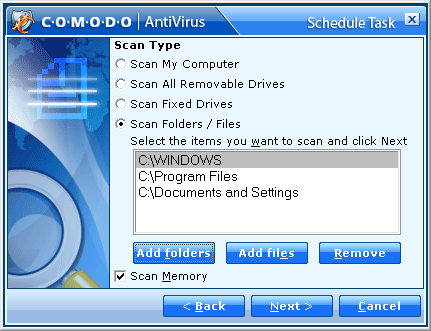 COMODO AntiVirus Schedule Task
Scan Type
Scan My Computer
Scan All Removable Drives
Scan Fixed Drives
Scan Folders / Files
Select the items you want to scan and click Next
C:\WINDOWS
C:\Program Files
C:\Documents and Settings
Add folders Add files Remove
Scan Memory
< Back Next > Cancel